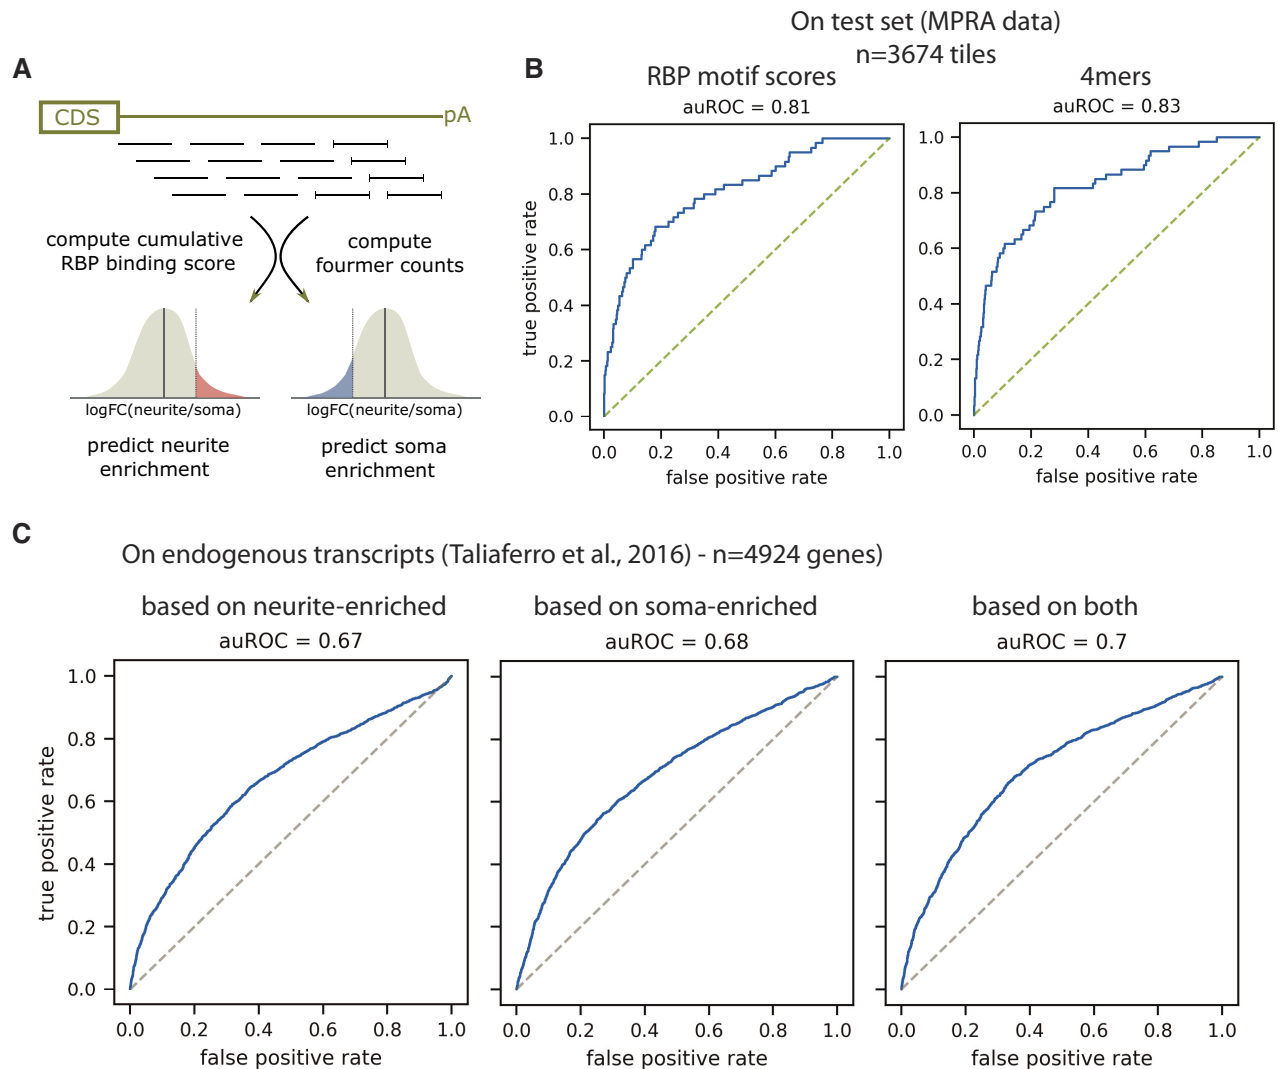 A
CDS
pA
compute cumulative
RBP binding score
compute
fourmer counts
logFC(neurite/soma)
logFC(neurite/soma)
predict neurite
enrichment
predict soma
enrichment
B
On test set (MPRA data)
n=3674 tiles
RBP motif scores
auROC = 0.81
true positive rate
1.0
0.8
0.6
0.4
0.2
0.0
0.0 0.2 0.4 0.6 0.8 1.0
false positive rate
4mers
auROC = 0.83
1.0
0.8
0.6
0.4
0.2
0.0
0.0 0.2 0.4 0.6 0.8 1.0
false positive rate
C
On endogenous transcripts (Taliaferro et al., 2016) - n=4924 genes)
based on neurite-enriched
auROC = 0.67
true positive rate
1.0
0.8
0.6
0.4
0.2
0.0
0.0 0.2 0.4 0.6 0.8 1.0
false positive rate
based on soma-enriched
auROC = 0.68
0.0 0.2 0.4 0.6 0.8 1.0
false positive rate
based on both
auROC = 0.7
0.0 0.2 0.4 0.6 0.8 1.0
false positive rate